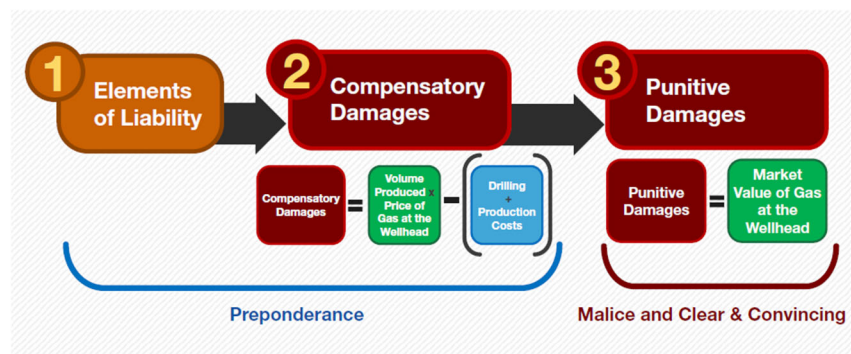 1
Elements
of Liability
2
Compensatory
Damages
3
Punitive
Damages
Compensatory
Damages
=
Volume
Produced x
Price of
Gas at the
Wellhead
-
Drilling
+
Production
Costs
Punitive
Damages
=
Market
Value of Gas
at the
Wellhead
Preponderance
Malice and Clear & Convincing